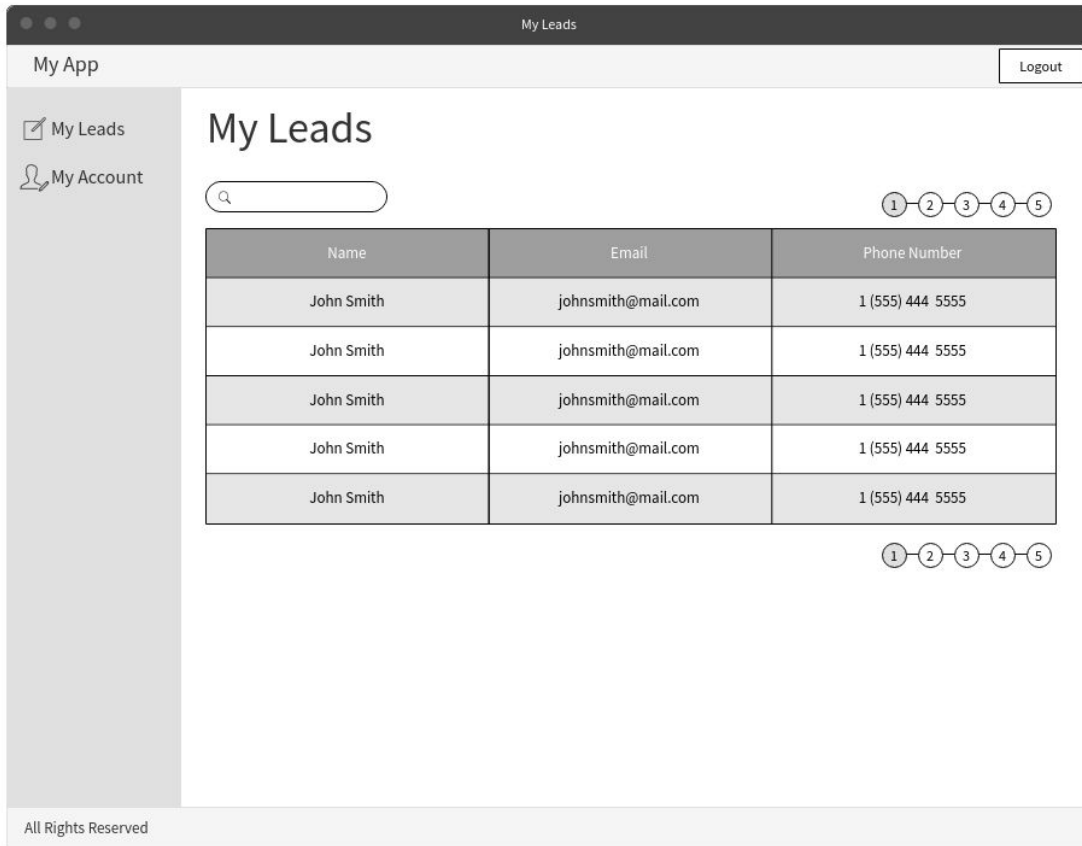 My Leads
My App
Logout
My Leads
My Account
My Leads
1 2 3 4 5
Name Email Phone Number
John Smith johnsmith@mail.com 1 (555) 444 5555
John Smith johnsmith@mail.com 1 (555) 444 5555
John Smith johnsmith@mail.com 1 (555) 444 5555
John Smith johnsmith@mail.com 1 (555) 444 5555
John Smith johnsmith@mail.com 1 (555) 444 5555
1 2 3 4 5
All Rights Reserved